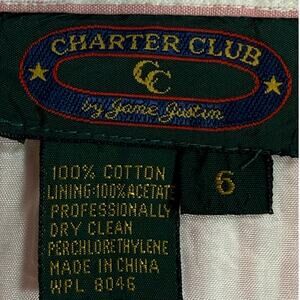 CHARTER CLUB
CC
by Jane Justin
100% COTTON
LINING:100% ACETATE
PROFESSIONALLY
DRY CLEAN
PERCHLORETHYLENE
MADE IN CHINA
WPL 8046
6